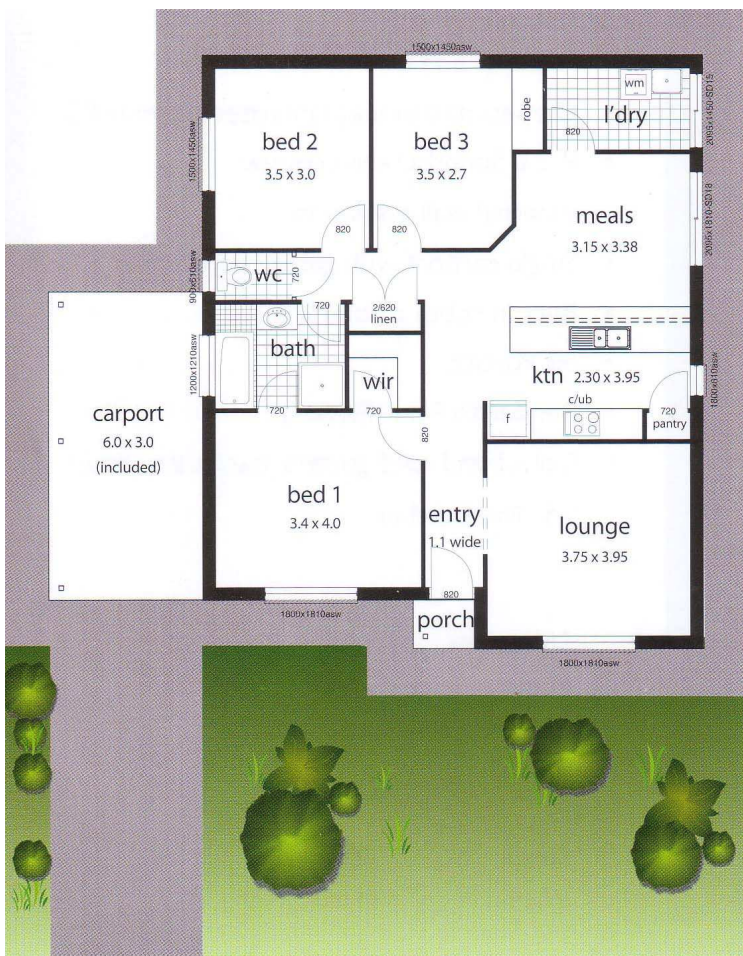 1500x1450asw
wm
l'dry
2095x1450-SD15
820
robe
bed 2
3.5 x 3.0
bed 3
3.5 x 2.7
1500x1450asw
meals
3.15 x 3.38
2095x1810-SD18
820
820
wc
720
900x510asw
720
2/620
linen
bath
1200x1210asw
wir
ktn 2.30 x 3.95
c/ub
1800x610asw
carport
6.0 x 3.0
(included)
720
720
820
f
720
pantry
bed 1
3.4 x 4.0
entry
1.1 wide
lounge
3.75 x 3.95
820
1800x1810asw
porch
1800x1810asw